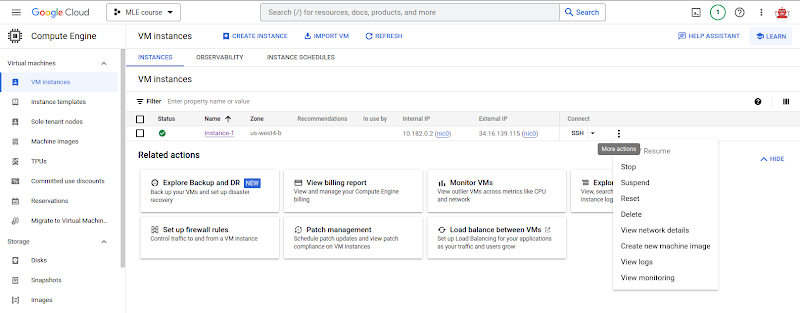 Google Cloud
MLE course
Search (/) for resources, docs, products, and more
Search
1
Compute Engine
VM instances
CREATE INSTANCE
IMPORT VM
REFRESH
HELP ASSISTANT
LEARN
Virtual machines
VM instances
Instance templates
Sole-tenant nodes
Machine images
TPUs
Committed use discounts
Reservations
Migrate to Virtual Machin...
Storage
Disks
Snapshots
Images
INSTANCES
OBSERVABILITY
INSTANCE SCHEDULES
VM instances
Filter Enter property name or value
Status Name Zone Recommendations In use by Internal IP External IP Connect
instance-1 us-west4-b 10.182.0.2 (nic0) 34.16.139.115 (nic0) SSH
More actions
Related actions
HIDE
Explore Backup and DR NEW
Back up your VMs and set up disaster
recovery
View billing report
View and manage your Compute Engine
billing
Monitor VMs
View outlier VMs across metrics like CPU
and network
Explo
View, sear
instance lo
Set up firewall rules
Control traffic to and from a VM instance
Patch management
Schedule patch updates and view patch
compliance on VM instances
Load balance between VMs
Set up Load Balancing for your applications
as your traffic and users grow
Resume
Stop
Suspend
Reset
Delete
View network details
Create new machine image
View logs
View monitoring